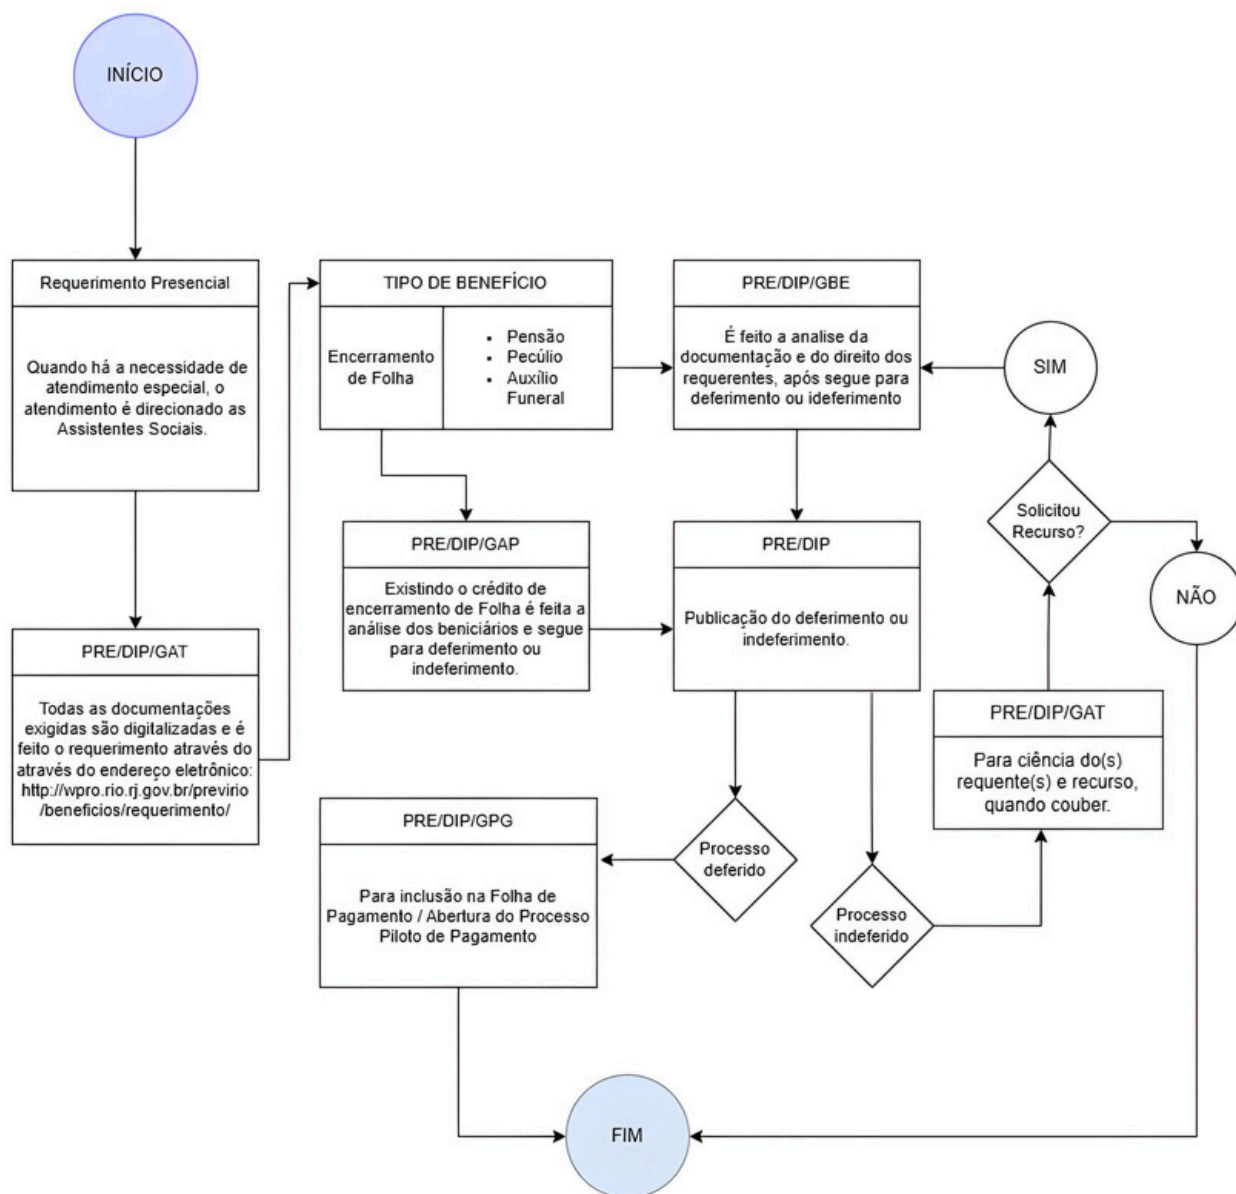 INÍCIO
Requerimento Presencial
Quando há a necessidade de
atendimento especial, o
atendimento é direcionado as
Assistentes Sociais.
PRE/DIP/GAT
Todas as documentações
exigidas são digitalizadas e é
feito o requerimento através do
através do endereço eletrônico:
http://wpro.rio.rj.gov.br/previrio
/beneficios/requerimento/
TIPO DE BENEFÍCIO
Encerramento
de Folha
• Pensão
• Pecúlio
• Auxílio
Funeral
PRE/DIP/GBE
É feito a analise da
documentação e do direito dos
requerentes, após segue para
deferimento ou ideferimento
PRE/DIP/GAP
Existindo o crédito de
encerramento de Folha é feita a
análise dos beniciários e segue
para deferimento ou
indeferimento.
PRE/DIP
Publicação do deferimento ou
indeferimento.
SIM
Solicitou
Recurso?
NÃO
PRE/DIP/GAT
Para ciência do(s)
requente(s) e recurso,
quando couber.
PRE/DIP/GPG
Para inclusão na Folha de
Pagamento / Abertura do Processo
Piloto de Pagamento
Processo
deferido
Processo
indeferido
FIM